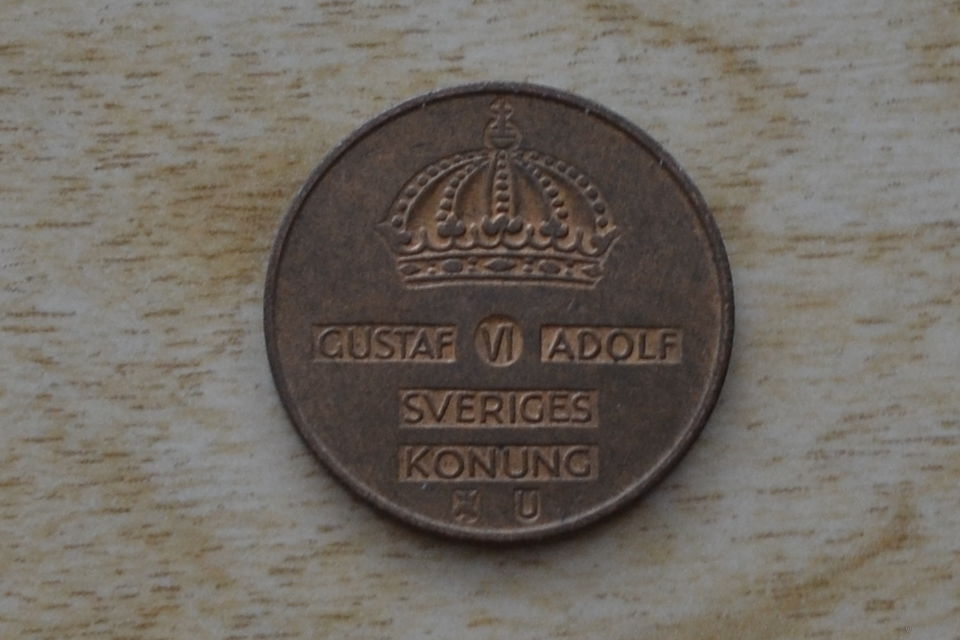 GUSTAF VI ADOLF
SVERIGES
KONUNG
U